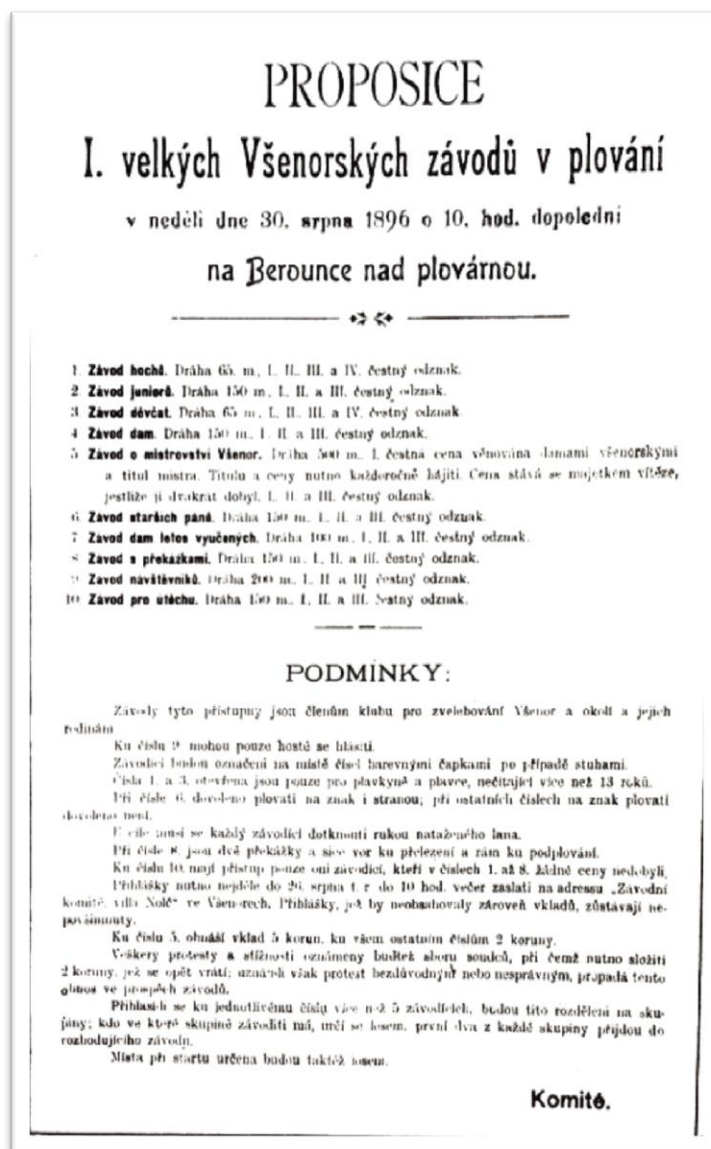 PROPOSICE
I. velkých Všenorských závodů v plování
v neděli dne 30. srpna 1896 o 10. hod. dopolední
na Berounce nad plovárnou.
1 Závod hochů. Dráha 65 m., I. II. III. a IV. čestný odznak.
2 Závod juniorů. Dráha 150 m, I. II. a III. čestný odznak.
3 Závod děvčat. Dráha 65 m, I. II. III. a IV. čestný odznak
4 Závod dam. Dráha 150 m., I II. a III. čestný odznak.
5 Závod o mistrovství Všenor. Dráha 500 m., I. čestná cena věnována damami všenorskými
a titul mistra. Titulu a ceny nutno každoročně hájiti. Cena stává se majetkem vítěze,
jestliže ji dvakrát dobyl. I. II. a III. čestný odznak.
6 Závod starších pánů. Dráha 150 m. I. II. a III. čestný odznak.
7 Závod dam letos vyučených. Dráha 100 m., I. II. a III. čestný odznak.
8 Závod s překážkami. Dráha 150 m., I. II. a III. čestný odznak.
9 Závod návštěvníků. Dráha 200 m., I. II a III čestný odznak.
10 Závod pro útěchu. Dráha 150 m., I. II. a III. čestný odznak.
PODMÍNKY:
Závody tyto přístupny jsou členům klubu pro zvelebování Všenor a okolí a jejich
rodinám
Ku číslu 9 mohou pouze hosté se hlásiti.
Závodící budou označeni na místě čísel barevnými čapkami po případě stuhami.
Čísla 1. a 3. otevřena jsou pouze pro plavkyně a plavce, nečítající více než 13 roků.
Při čísle 6. dovoleno plovati na znak i stranou; při ostatních číslech na znak plovati
dovoleno není.
U cíle musí se každý závodící dotknouti rukou nataženého lana.
Při čísle 8. jsou dvě překážky a sice vor ku přelezení a rám ku podplování.
Ku číslu 10. mají přístup pouze oni závodící, kteří v číslech 1. až 8. žádné ceny nedobyli,
Přihlášky nutno nejdéle do 26. srpna t. r do 10 hod. večer zaslati na adressu „Závodní
komité, villa Nolč“ ve Všenorech. Přihlášky, jež by neobsahovaly zároveň vkladů, zůstávají ne-
povšimnuty.
Ku číslu 5. obnáší vklad 5 korun, ku všem ostatním číslům 2 koruny.
Veškery protesty a stížnosti oznámeny buďtež sboru soudců, při čemž nutno složiti
2 koruny, jež se opět vrátí; uznán-li však protest bezdůvodným nebo nesprávným, propadá tento
obnos ve prospěch závodů.
Přihlásí-li se ku jednotlivému číslu více než 5 závodících, budou tito rozděleni na sku-
piny; kdo ve které skupině závoditi má, určí se losem, první dva z každé skupiny přijdou do
rozhodujícího závodu.
Místa při startu určena budou taktéž losem.
Komité.